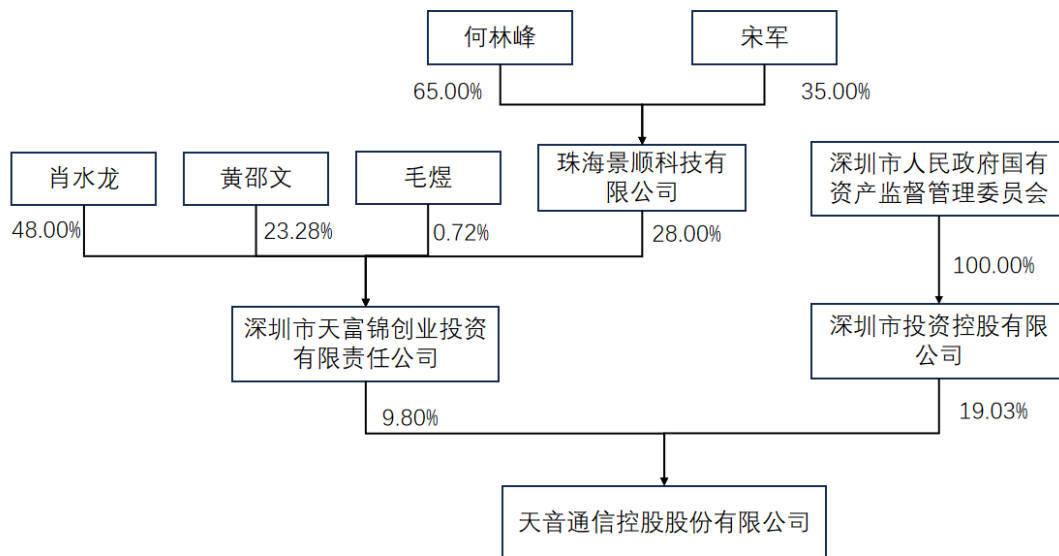 何林峰
宋军
65.00%
35.00%
肖水龙
黄邵文
毛煜
珠海景顺科技有
限公司
深圳市人民政府国有
资产监督管理委员会
48.00%
23.28%
0.72%
28.00%
100.00%
深圳市天富锦创业投资
有限责任公司
深圳市投资控股有限
公司
9.80%
19.03%
天音通信控股股份有限公司